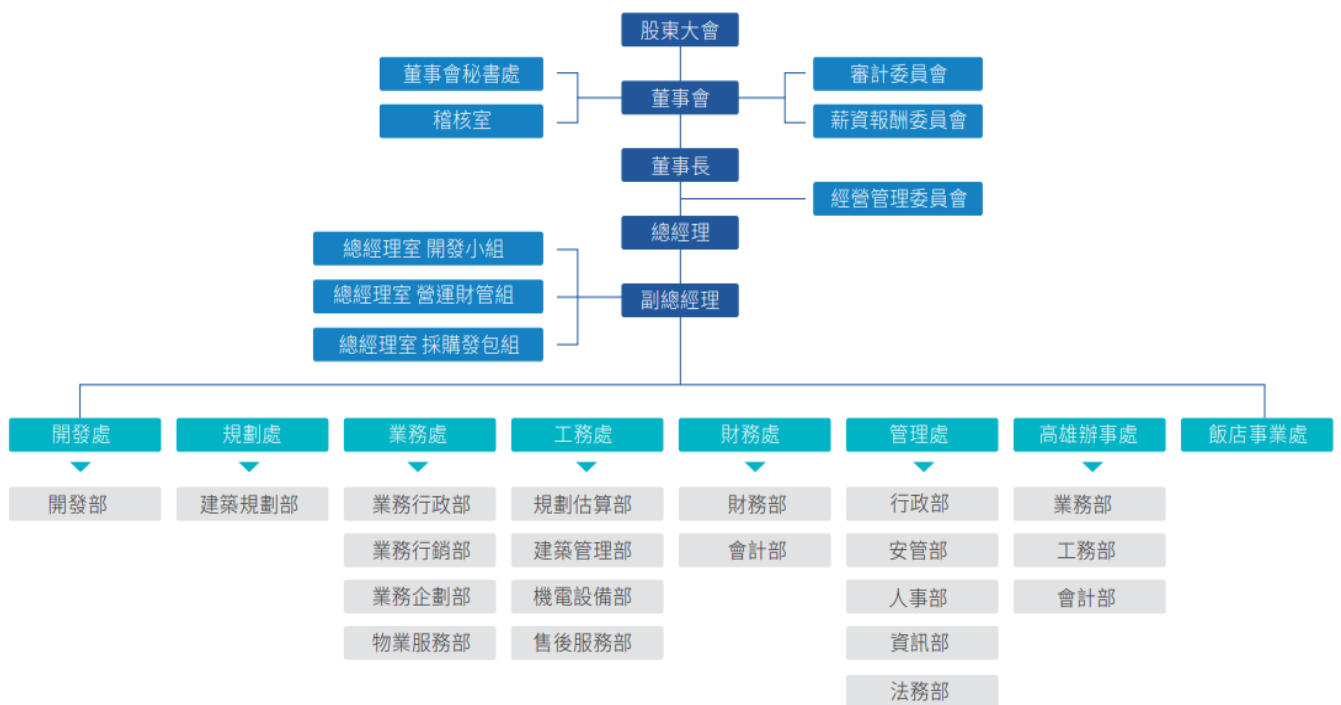 股東大會
董事會秘書處
審計委員會
董事會
稽核室
薪資報酬委員會
董事長
經營管理委員會
總經理
總經理室 開發小組
總經理室 營運財管組
副總經理
總經理室 採購發包組
開發處
規劃處
業務處
工務處
財務處
管理處
高雄辦事處
飯店事業處
開發部
建築規劃部
業務行政部
規劃估算部
財務部
行政部
業務部
業務行銷部
建築管理部
會計部
安管部
工務部
業務企劃部
機電設備部
人事部
會計部
物業服務部
售後服務部
資訊部
法務部